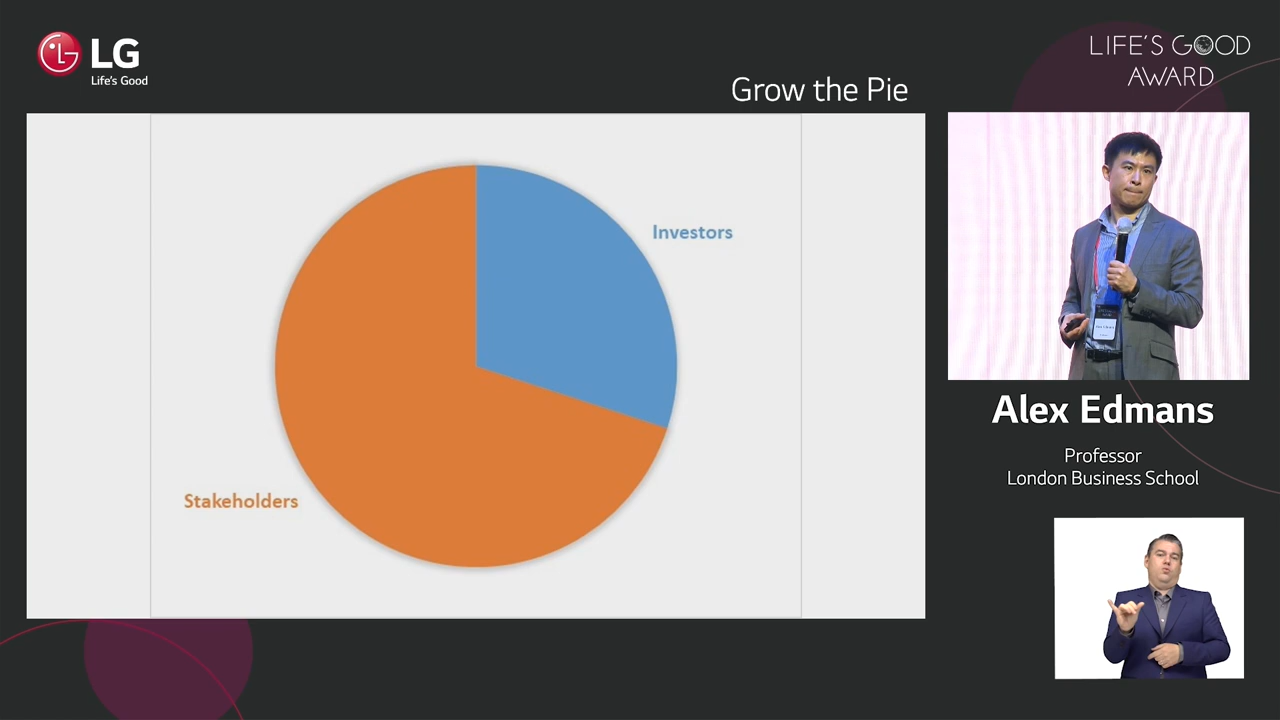 LG
Life's Good
LIFE'S GOOD
AWARD
Grow the Pie
Investors
Stakeholders
Alex Edmans
Professor
London Business School